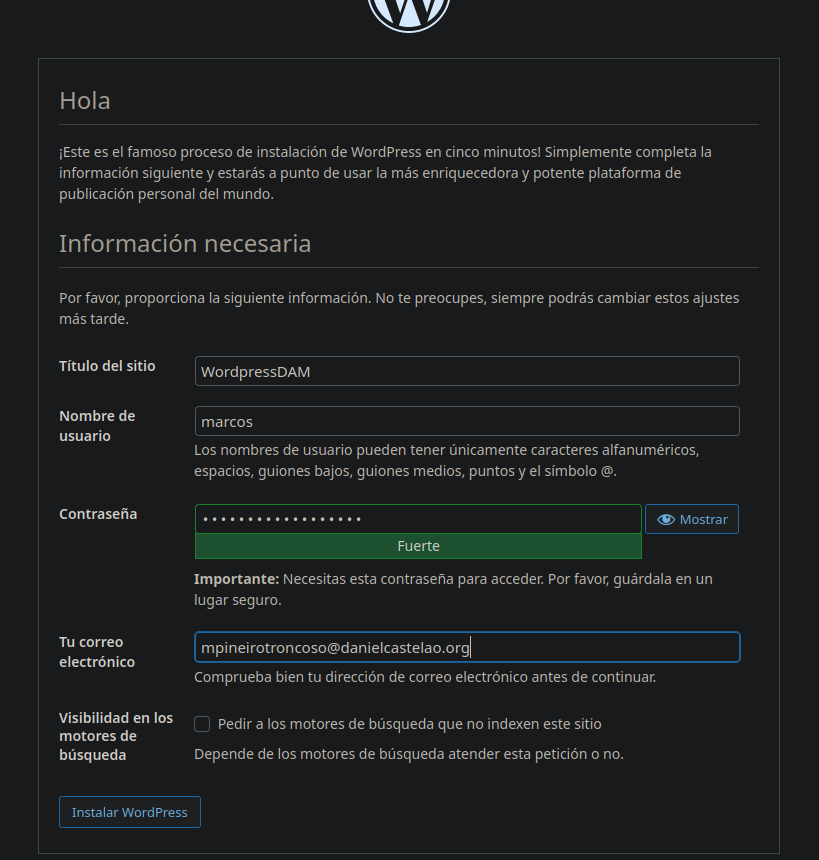 Hola
¡Este es el famoso proceso de instalación de WordPress en cinco minutos! Simplemente completa la
información siguiente y estarás a punto de usar la más enriquecedora y potente plataforma de
publicación personal del mundo.
Información necesaria
Por favor, proporciona la siguiente información. No te preocupes, siempre podrás cambiar estos ajustes
más tarde.
Título del sitio
WordpressDAM
Nombre de
usuario
marcos
Los nombres de usuario pueden tener únicamente caracteres alfanuméricos,
espacios, guiones bajos, guiones medios, puntos y el símbolo @.
Contraseña
••••••••••••••••••
Mostrar
Fuerte
Importante: Necesitas esta contraseña para acceder. Por favor, guárdala en un
lugar seguro.
Tu correo
electrónico
mpineirotroncoso@danielcastelao.org
Comprueba bien tu dirección de correo electrónico antes de continuar.
Visibilidad en los
motores de
búsqueda
Pedir a los motores de búsqueda que no indexen este sitio
Depende de los motores de búsqueda atender esta petición o no.
Instalar WordPress